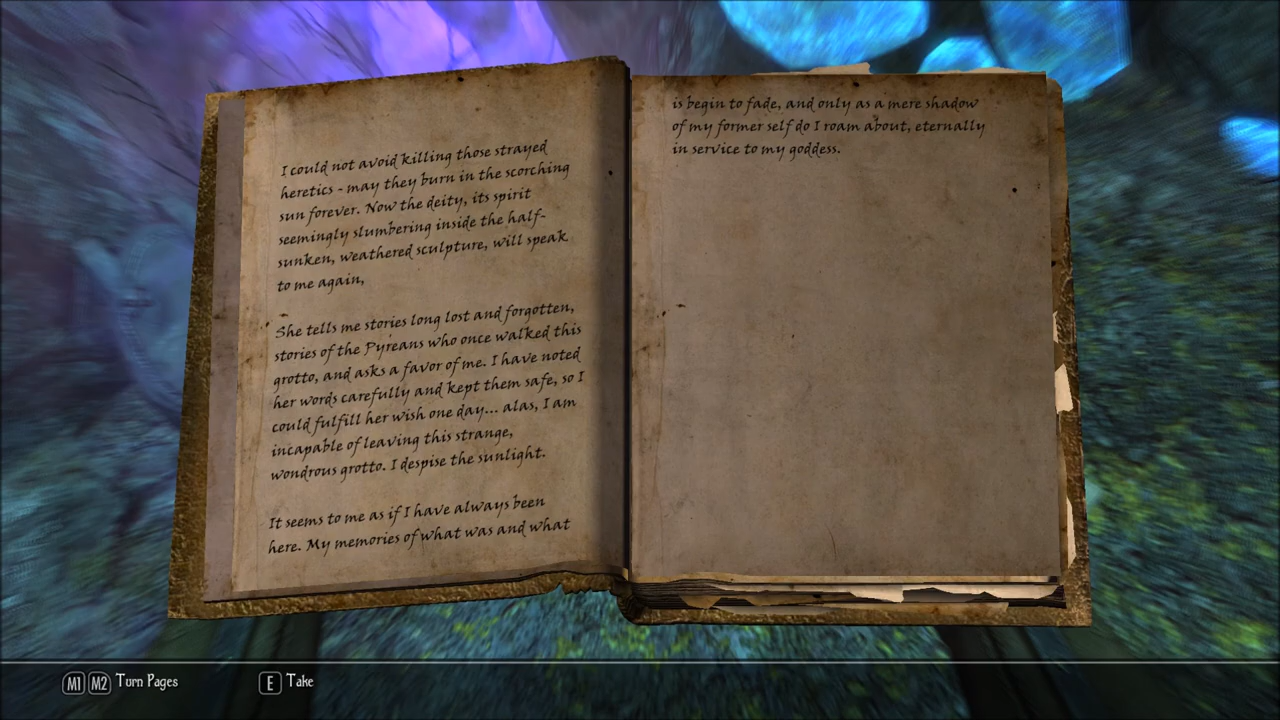 I could not avoid killing those strayed
heretics - may they burn in the scorching
sun forever. Now the deity, its spirit
seemingly slumbering inside the half-
sunken, weathered sculpture, will speak
to me again,
She tells me stories long lost and forgotten,
stories of the Pyreans who once walked this
grotto, and asks a favor of me. I have noted
her words carefully and kept them safe, so I
could fulfill her wish one day... alas, I am
incapable of leaving this strange,
wondrous grotto. I despise the sunlight.
It seems to me as if I have always been
here. My memories of what was and what
is begin to fade, and only as a mere shadow
of my former self do I roam about, eternally
in service to my goddess.
M1 M2 Turn Pages
E Take